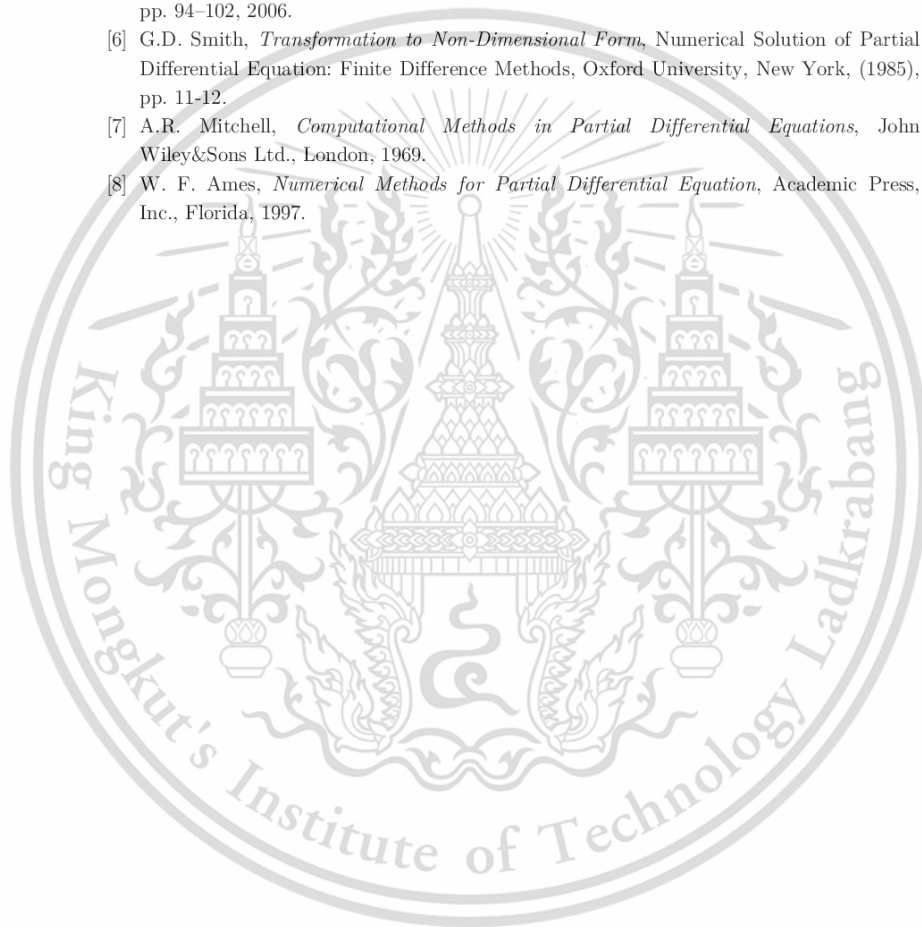 pp. 94–102, 2006.
[6] G.D. Smith, Transformation to Non-Dimensional Form, Numerical Solution of Partial
Differential Equation: Finite Difference Methods, Oxford University, New York, (1985),
pp. 11-12.
[7] A.R. Mitchell, Computational Methods in Partial Differential Equations, John
Wiley&Sons Ltd., London, 1969.
[8] W. F. Ames, Numerical Methods for Partial Differential Equation, Academic Press,
Inc., Florida, 1997.
King Mongkut's Institute of Technology Ladkrabang